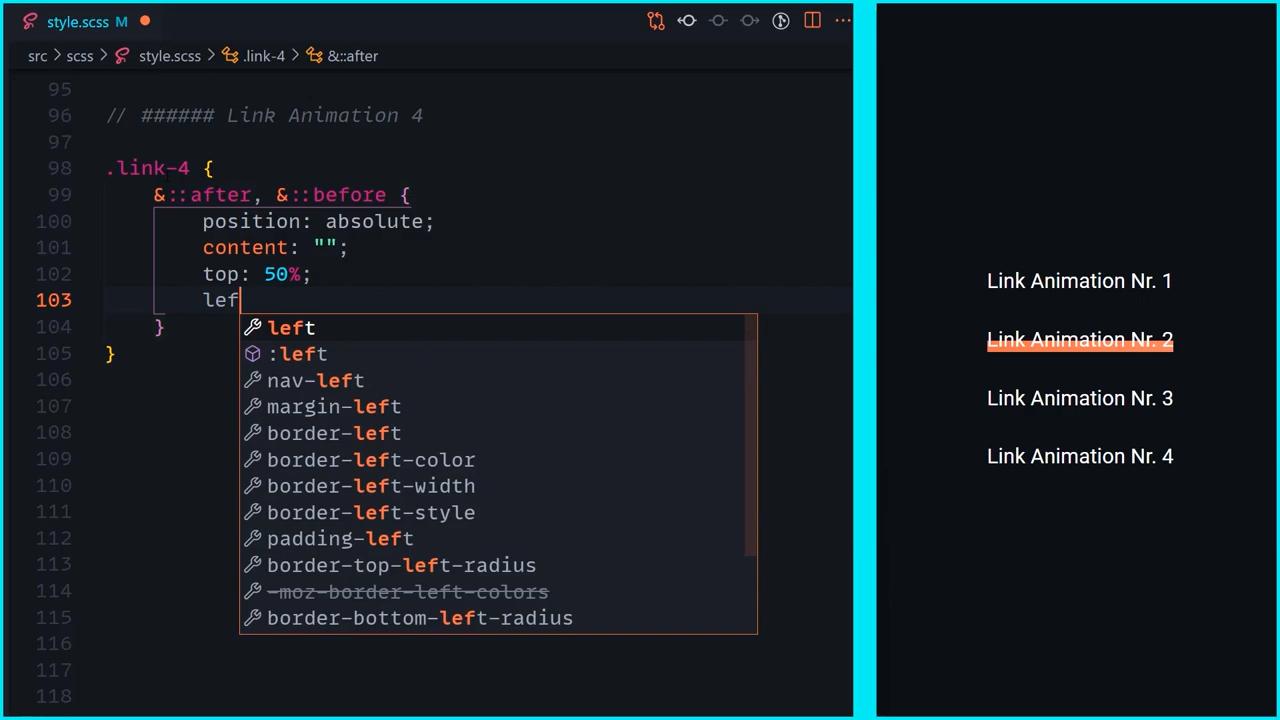 style.scss M
src > scss > style.scss > .link-4 > &::after
95
96 // ###### Link Animation 4
97
98 .link-4 {
99 &::after, &::before {
100 position: absolute;
101 content: "";
102 top: 50%;
103 lef
104 }
105 }
106
107
108
109
110
111
112
113
114
115
116
117
118
left
:left
nav-left
margin-left
border-left
border-left-color
border-left-width
border-left-style
padding-left
border-top-left-radius
-moz-border-left-colors
border-bottom-left-radius
Link Animation Nr. 1
Link Animation Nr. 2
Link Animation Nr. 3
Link Animation Nr. 4